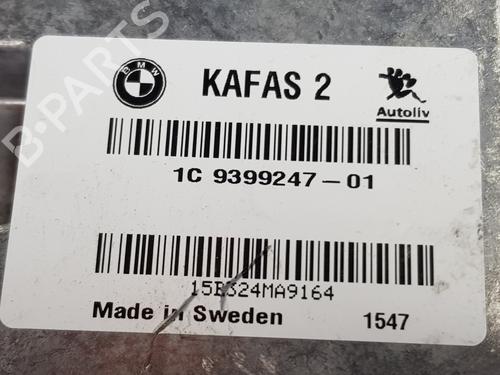 BMW
KAFAS 2
Autoliv
1C 9399247-01
15B324MA9164
Made in Sweden
1547
B-PARTS